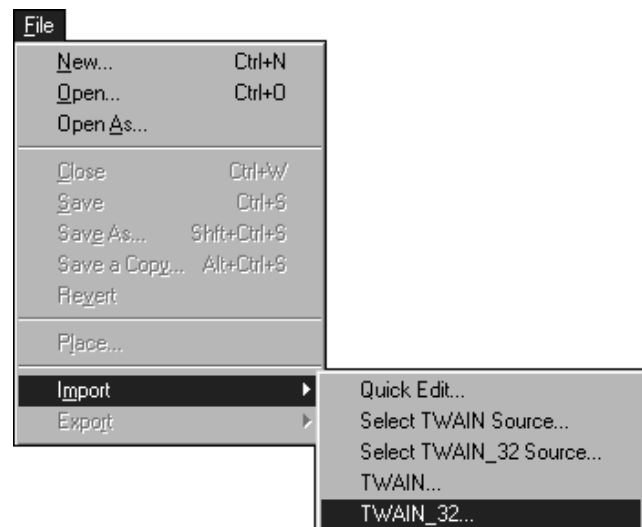 File
New... Ctrl+N
Open... Ctrl+O
Open As...
Close Ctrl+W
Save Ctrl+S
Save As... Shft+Ctrl+S
Save a Copy... Alt+Ctrl+S
Revert
Place...
Import
Export
Quick Edit...
Select TWAIN Source...
Select TWAIN_32 Source...
TWAIN...
TWAIN_32...